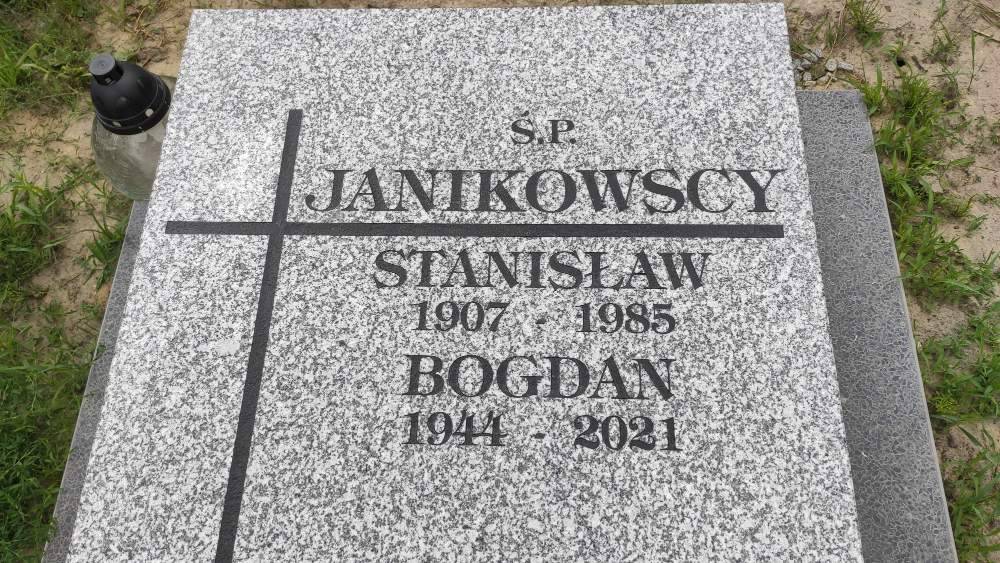 Ś.P.
JANIKOWSCY
STANISŁAW
1907 - 1985
BOGDAN
1944 - 2021